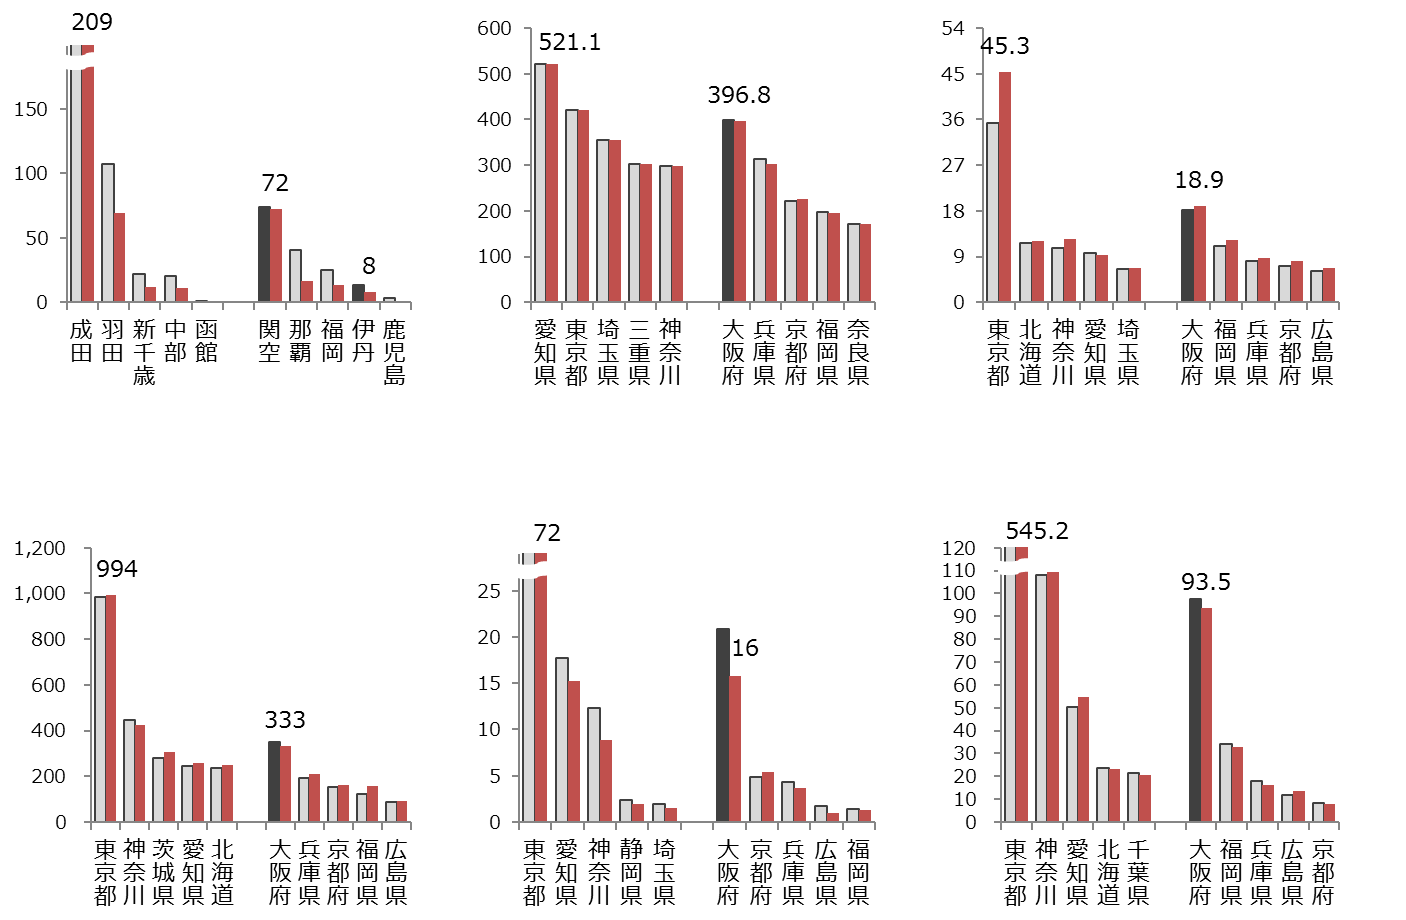 209
150
100
50
0
72
8
成田
羽田
新千歳
中部
函館
関空
那覇
福岡
伊丹
鹿児島
600
500
400
300
200
100
0
521.1
396.8
愛知県
東京都
埼玉県
三重県
神奈川
大阪府
兵庫県
京都府
福岡県
奈良県
54
45
36
27
18
9
0
45.3
18.9
東京都
北海道
神奈川
愛知県
埼玉県
大阪府
福岡県
兵庫県
京都府
広島県
1,200
1,000
800
600
400
200
0
994
333
東京都
神奈川
茨城県
愛知県
北海道
大阪府
兵庫県
京都府
福岡県
広島県
72
25
20
15
10
5
0
16
東京都
愛知県
神奈川
静岡県
埼玉県
大阪府
京都府
兵庫県
広島県
福岡県
120
110
100
90
80
70
60
50
40
30
20
10
0
545.2
93.5
東京都
神奈川
愛知県
北海道
千葉県
大阪府
福岡県
兵庫県
広島県
京都府